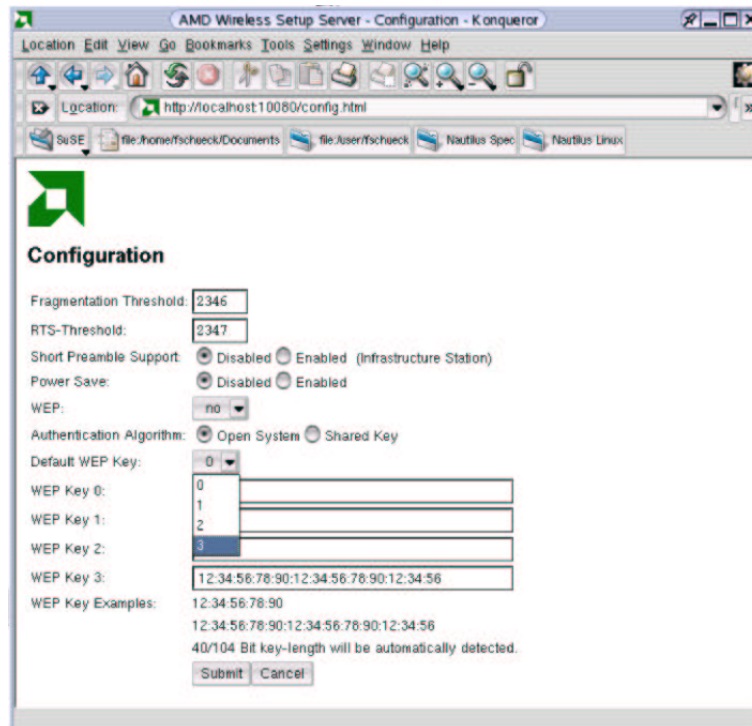 AMD Wireless Setup Server - Configuration - Konqueror
Location Edit View Go Bookmarks Tools Settings Window Help
Location: http://localhost:10080/config.html
SuSE file:/home/fschueck/Documents file:/user/fschueck Nautilus Spec Nautilus Linux
Configuration
Fragmentation Threshold: 2346
RTS-Threshold: 2347
Short Preamble Support: Disabled Enabled (Infrastructure Station)
Power Save: Disabled Enabled
WEP: no
Authentication Algorithm: Open System Shared Key
Default WEP Key: 0
0
WEP Key 0:
1
WEP Key 1:
2
WEP Key 2:
3
WEP Key 3: 12:34:56:78:90:12:34:56:78:90:12:34:56
WEP Key Examples: 12:34:56:78:90
12:34:56:78:90:12:34:56:78:90:12:34:56
40/104 Bit key-length will be automatically detected.
Submit Cancel